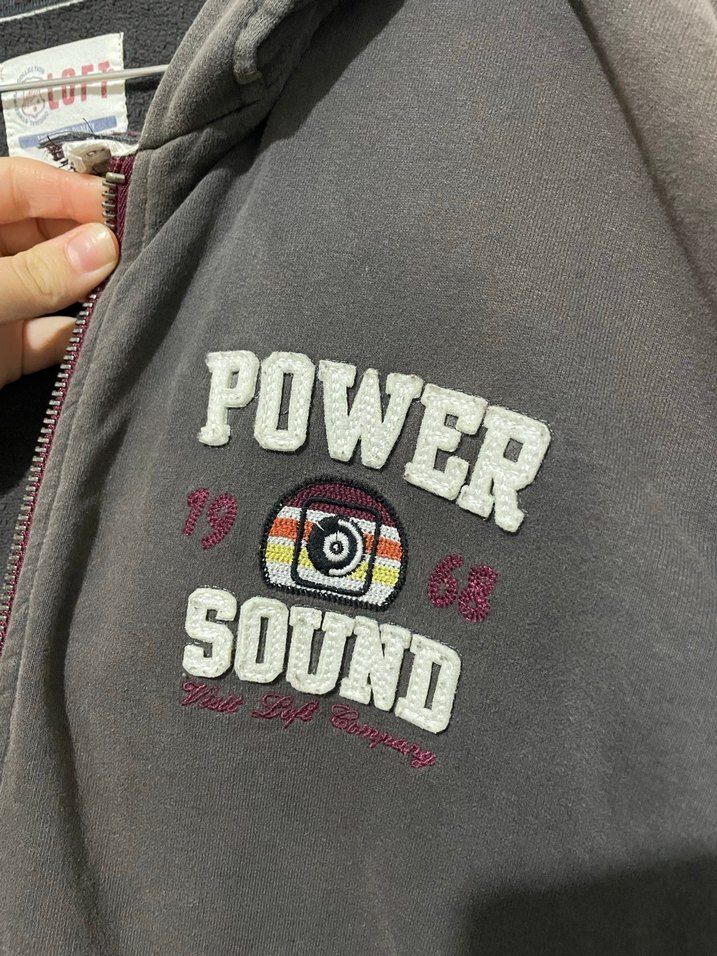 LOFT
POWER
19 68
SOUND
Visit Loft Company